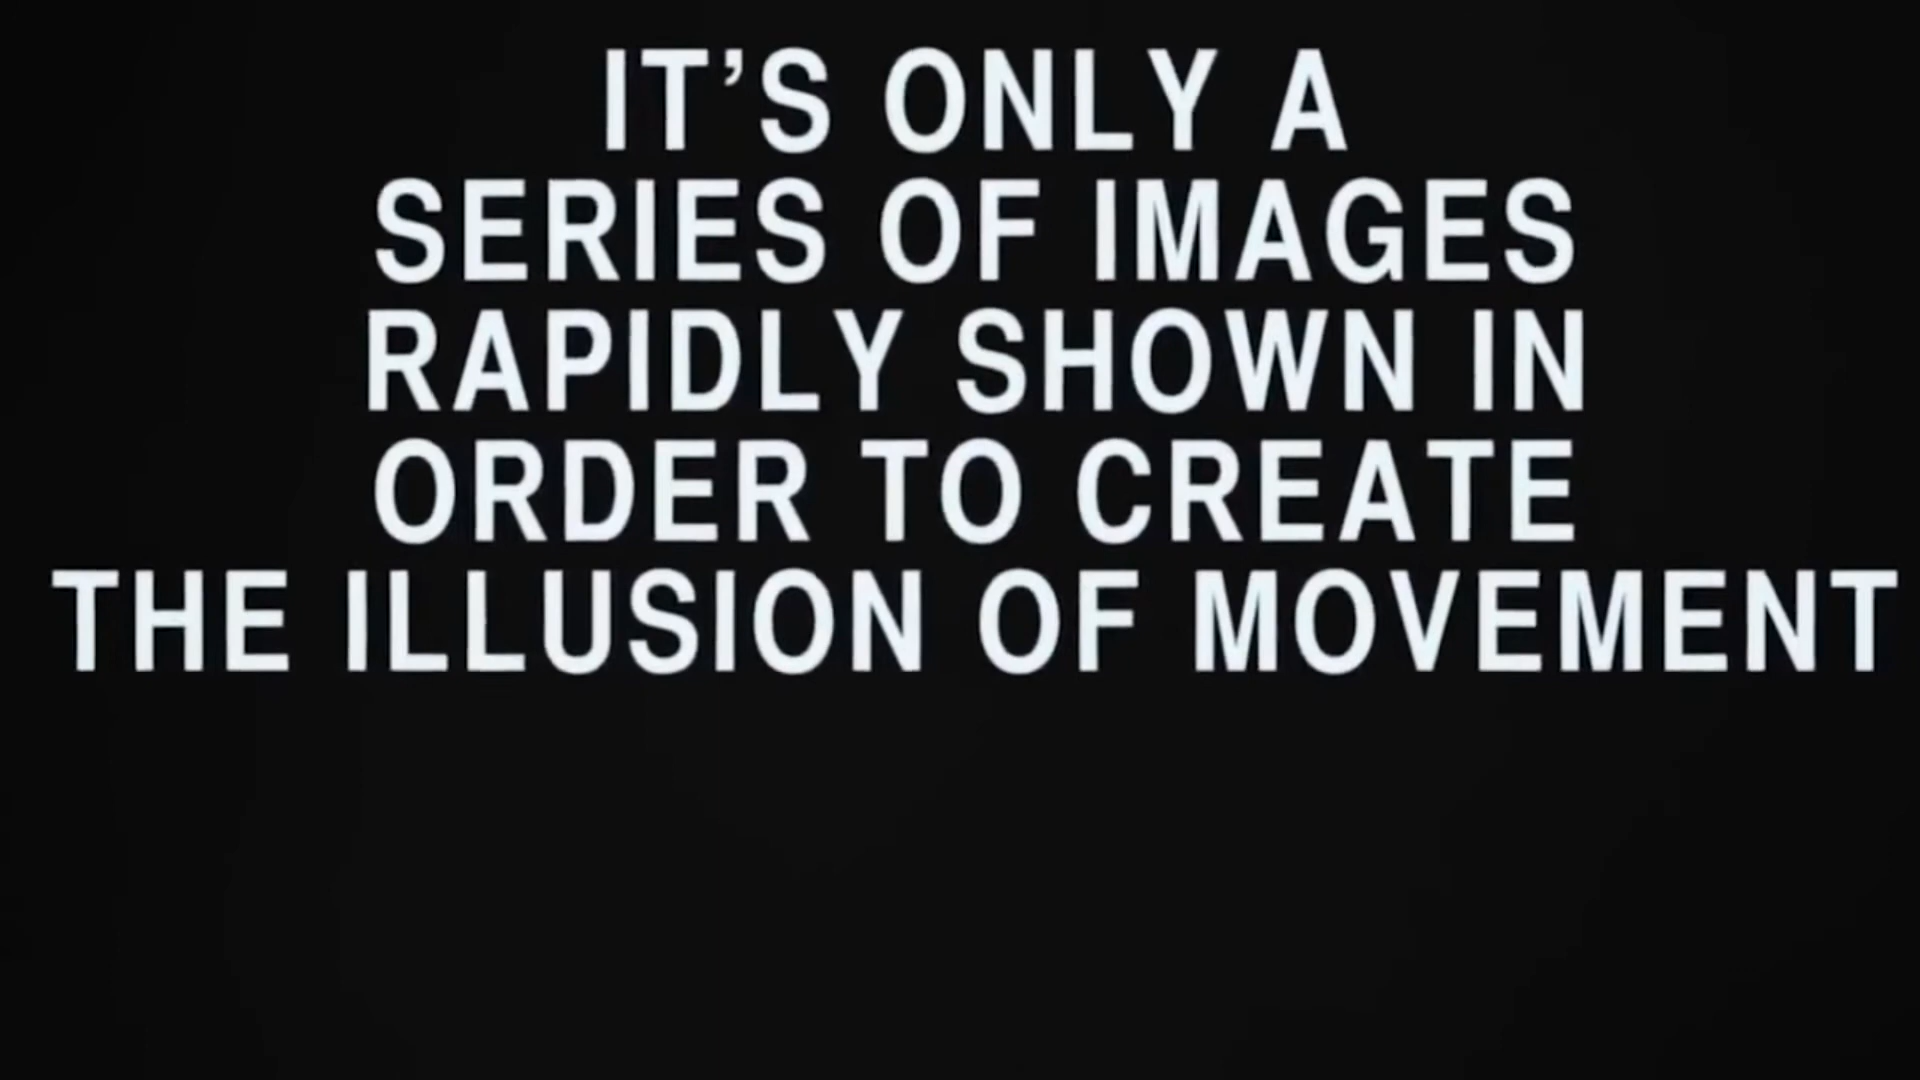 IT’S ONLY A
SERIES OF IMAGES
RAPIDLY SHOWN IN
ORDER TO CREATE
THE ILLUSION OF MOVEMENT